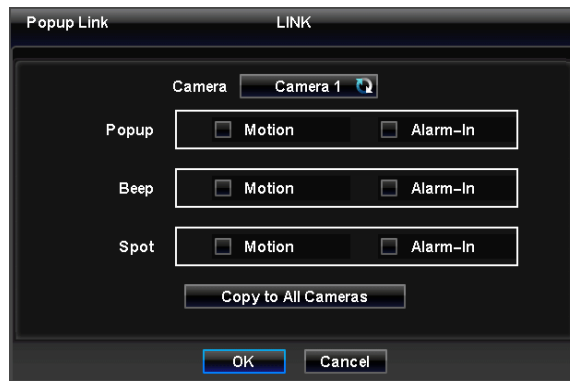 Popup Link LINK
Camera Camera 1
Popup Motion Alarm-In
Beep Motion Alarm-In
Spot Motion Alarm-In
Copy to All Cameras
OK Cancel